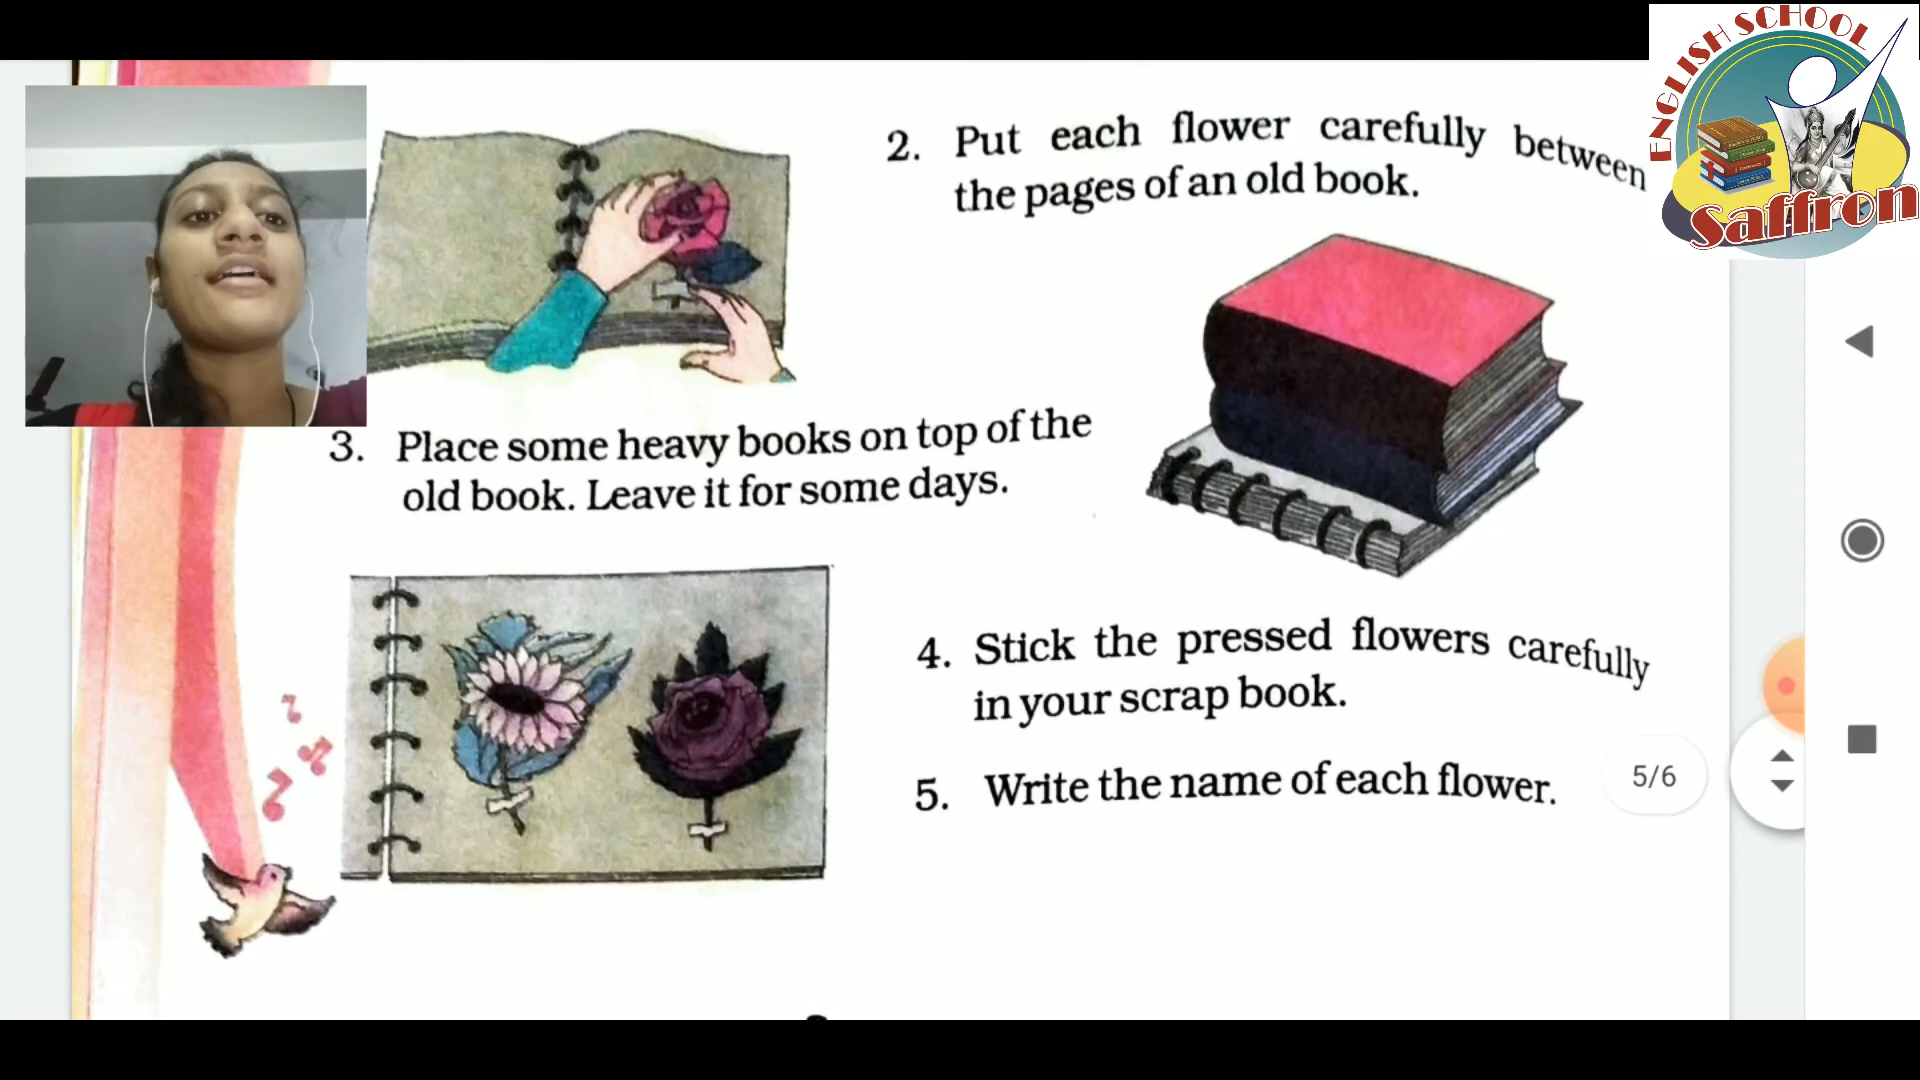 ENGLISH SCHOOL
Saffron
2. Put each flower carefully between
the pages of an old book.
3. Place some heavy books on top of the
old book. Leave it for some days.
4. Stick the pressed flowers carefully
in your scrap book.
5. Write the name of each flower.
5/6